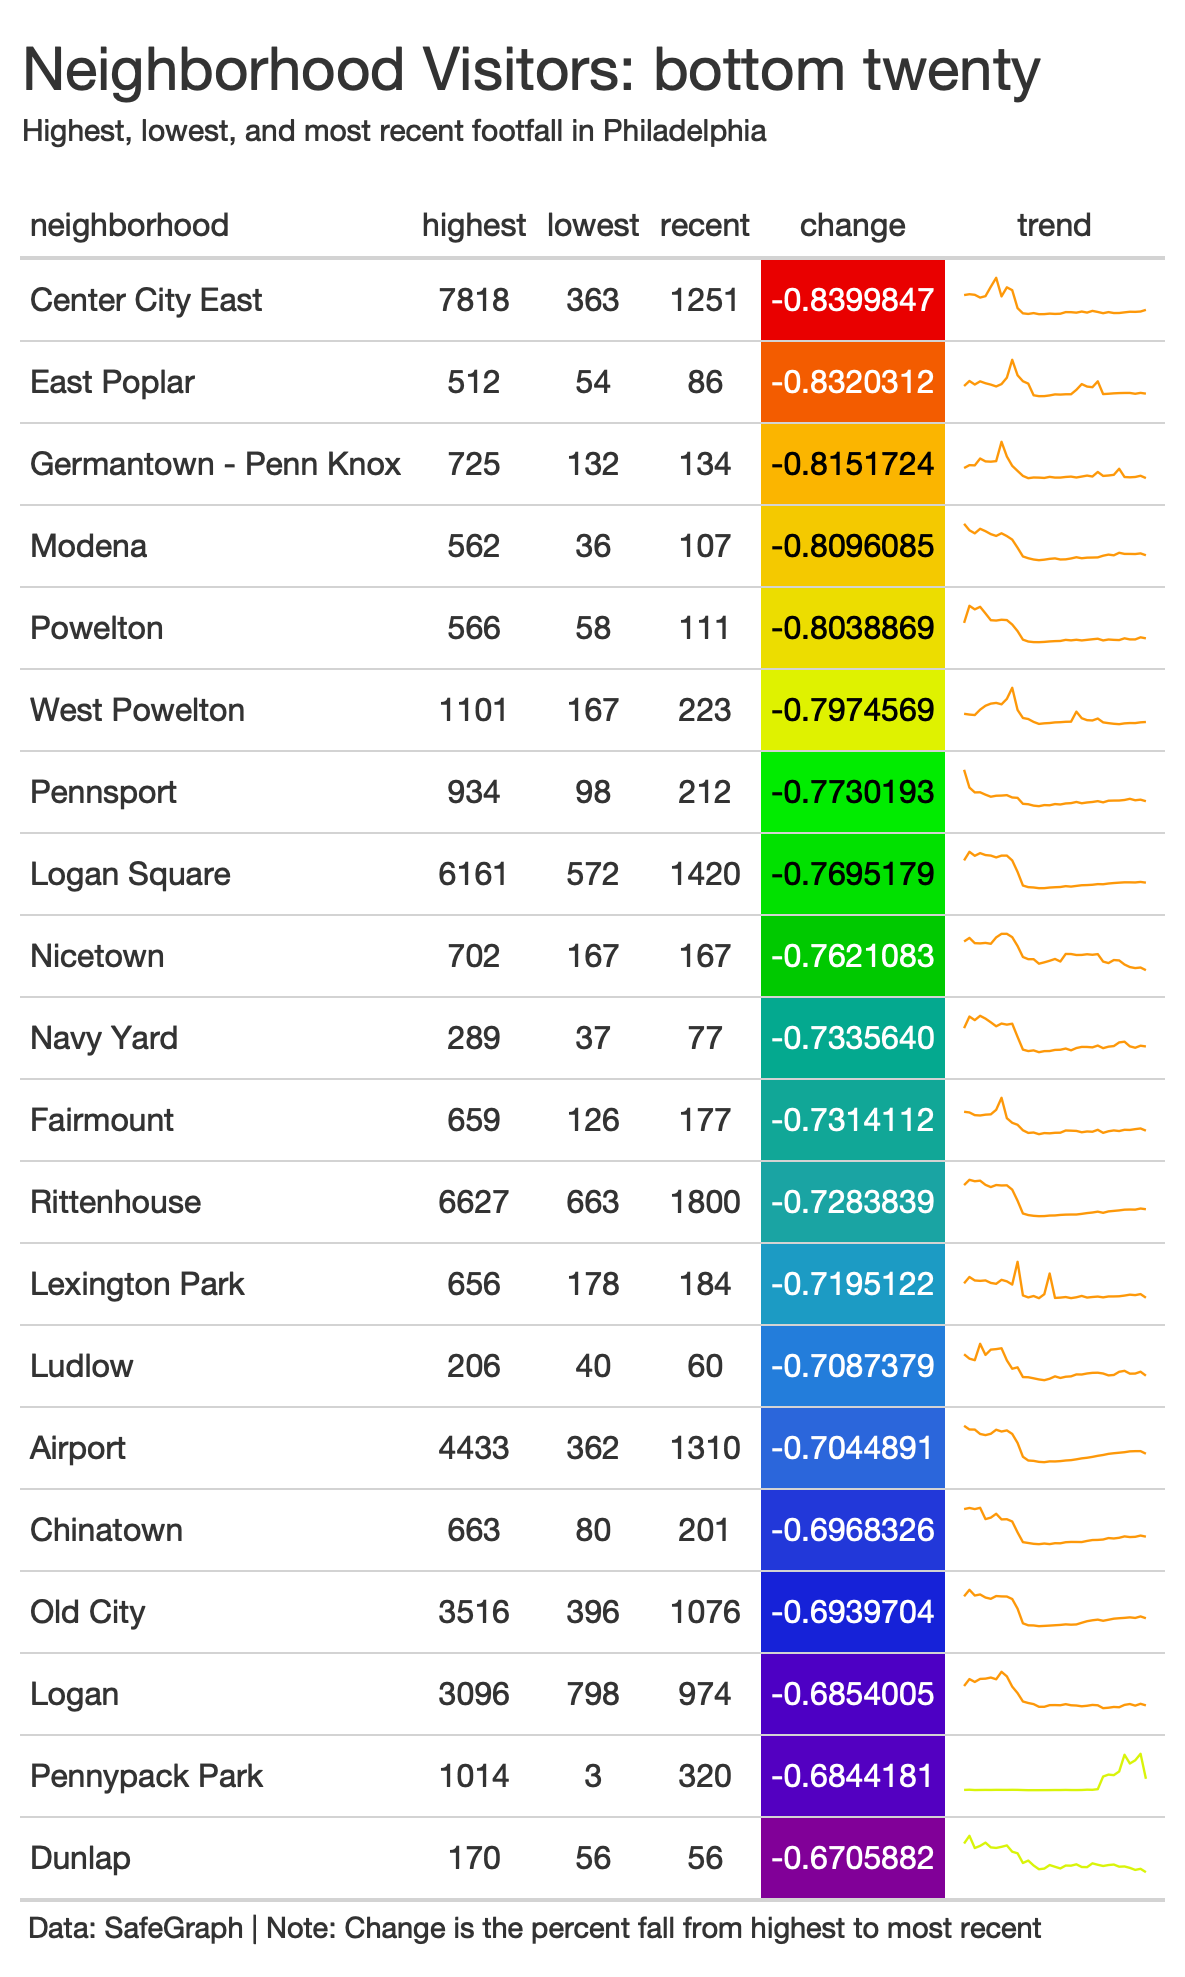 Neighborhood Visitors: bottom twenty
Highest, lowest, and most recent footfall in Philadelphia
neighborhood highest lowest recent change trend
Center City East 7818 363 1251 -0.8399847
East Poplar 512 54 86 -0.8320312
Germantown - Penn Knox 725 132 134 -0.8151724
Modena 562 36 107 -0.8096085
Powelton 566 58 111 -0.8038869
West Powelton 1101 167 223 -0.7974569
Pennsport 934 98 212 -0.7730193
Logan Square 6161 572 1420 -0.7695179
Nicetown 702 167 167 -0.7621083
Navy Yard 289 37 77 -0.7335640
Fairmount 659 126 177 -0.7314112
Rittenhouse 6627 663 1800 -0.7283839
Lexington Park 656 178 184 -0.7195122
Ludlow 206 40 60 -0.7087379
Airport 4433 362 1310 -0.7044891
Chinatown 663 80 201 -0.6968326
Old City 3516 396 1076 -0.6939704
Logan 3096 798 974 -0.6854005
Pennypack Park 1014 3 320 -0.6844181
Dunlap 170 56 56 -0.6705882
Data: SafeGraph | Note: Change is the percent fall from highest to most recent